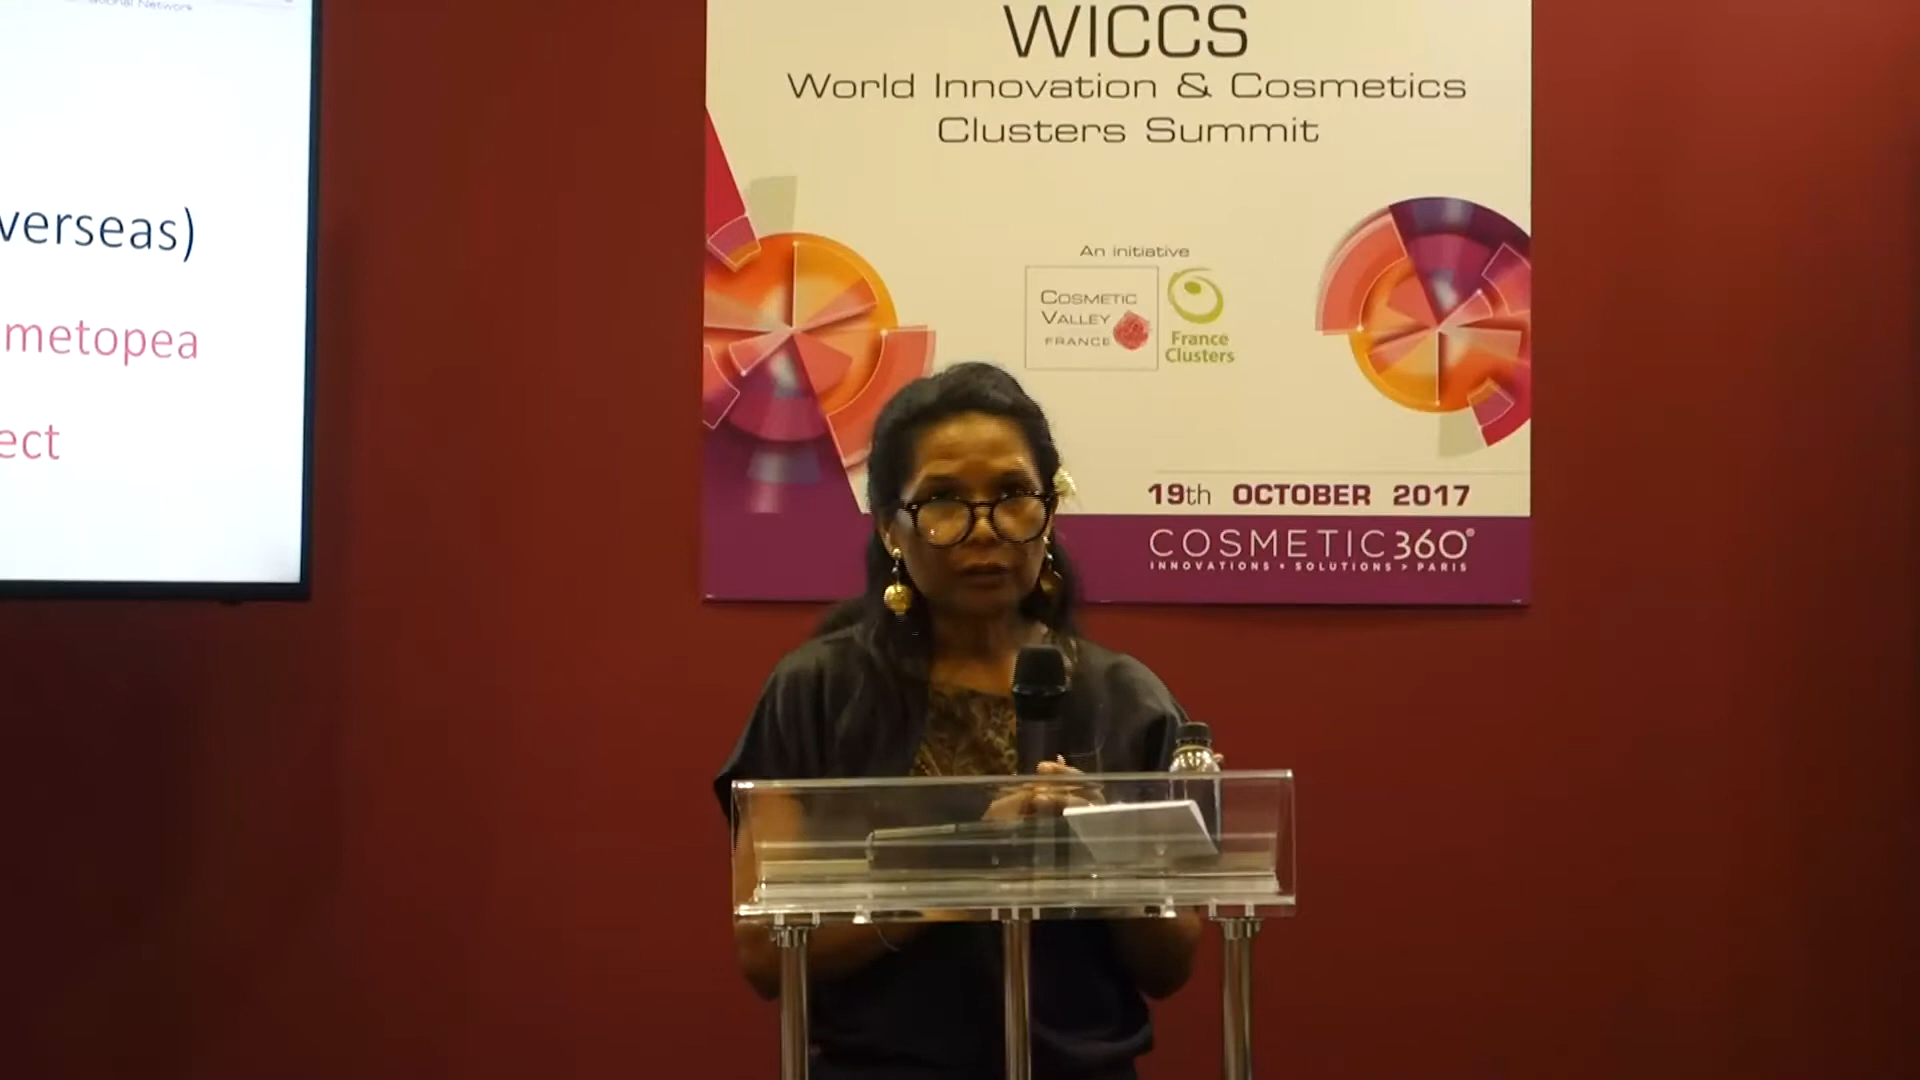 Network
verseas)
metopea
ect
WICCS
World Innovation & Cosmetics
Clusters Summit
An initiative
COSMETIC
VALLEY
FRANCE
France
Clusters
19th OCTOBER 2017
COSMETIC360®
INNOVATIONS • SOLUTIONS > PARIS